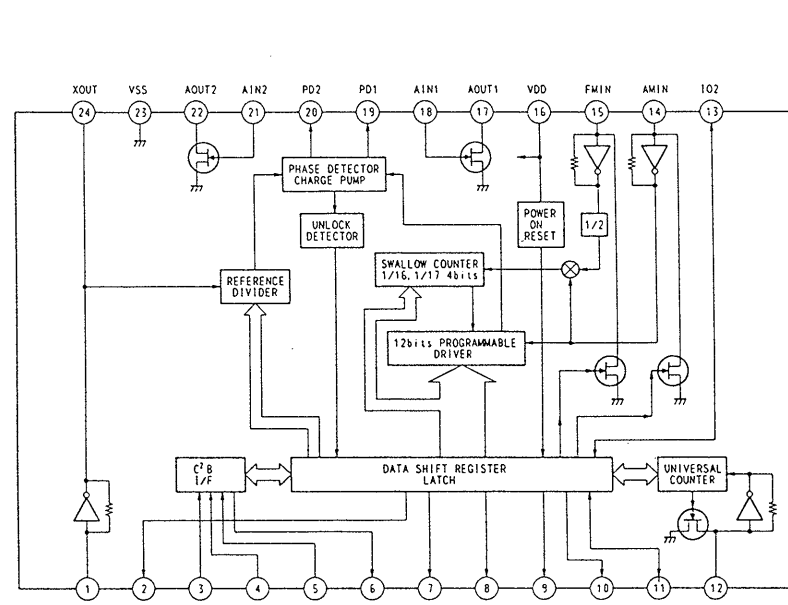 XOUT VSS AOUT2 AIN2 PD2 PD1 AIN1 AOUT1 VDD FMIN AMIN IO2
24 23 22 21 20 19 18 17 16 15 14 13
PHASE DETECTOR
CHARGE PUMP
UNLOCK
DETECTOR
POWER
ON
RESET
1/2
SWALLOW COUNTER
1/16, 1/17 4bits
REFERENCE
DIVIDER
12bits PROGRAMMABLE
DRIVER
C²B
I/F
DATA SHIFT REGISTER
LATCH
UNIVERSAL
COUNTER
1 2 3 4 5 6 7 8 9 10 11 12